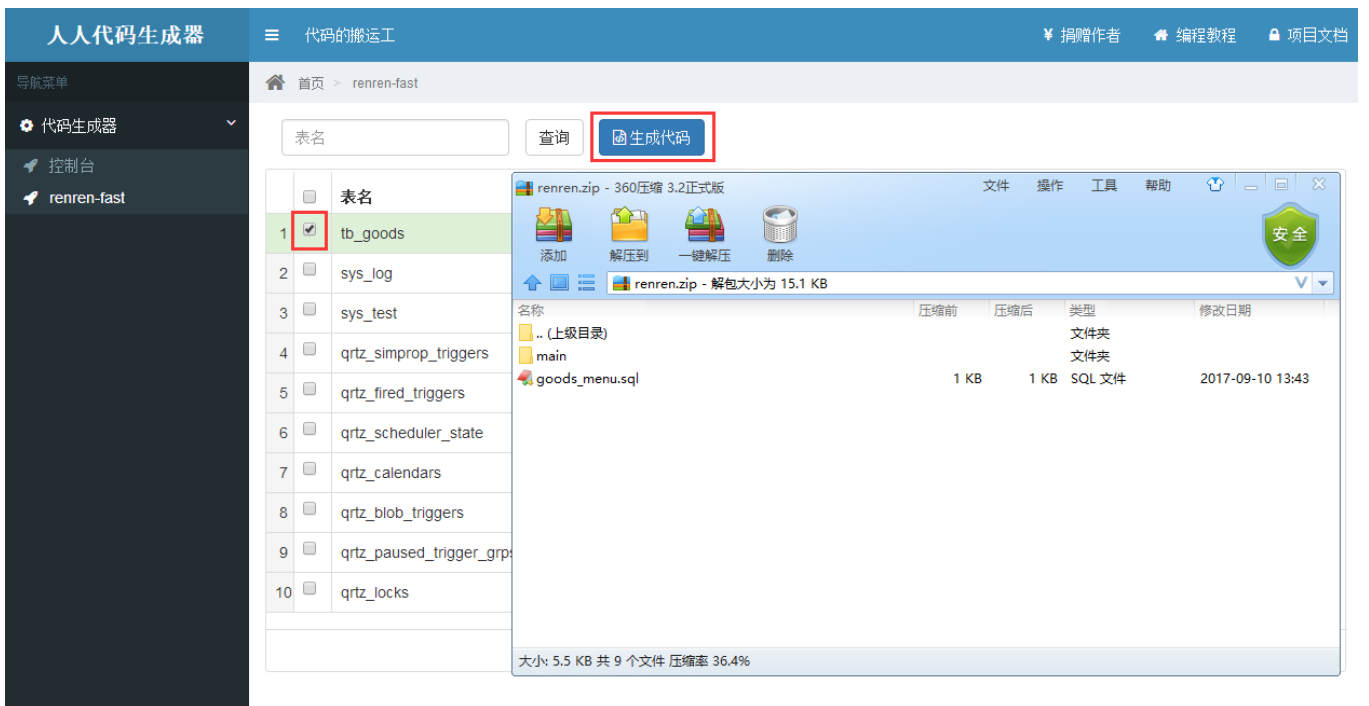 人人代码生成器
代码的搬运工
¥ 捐赠作者
编程教程
项目文档
导航菜单
首页 > renren-fast
代码生成器
控制台
renren-fast
表名
查询
生成代码
表名
1 tb_goods
2 sys_log
3 sys_test
4 qrtz_simprop_triggers
5 qrtz_fired_triggers
6 qrtz_scheduler_state
7 qrtz_calendars
8 qrtz_blob_triggers
9 qrtz_paused_trigger_grps
10 qrtz_locks
renren.zip - 360压缩 3.2正式版
文件 操作 工具 帮助
添加 解压到 一键解压 删除
安全
renren.zip - 解包大小为 15.1 KB
名称 压缩前 压缩后 类型 修改日期
.. (上级目录) 文件夹
main 文件夹
goods_menu.sql 1 KB 1 KB SQL 文件 2017-09-10 13:43
大小: 5.5 KB 共 9 个文件 压缩率 36.4%